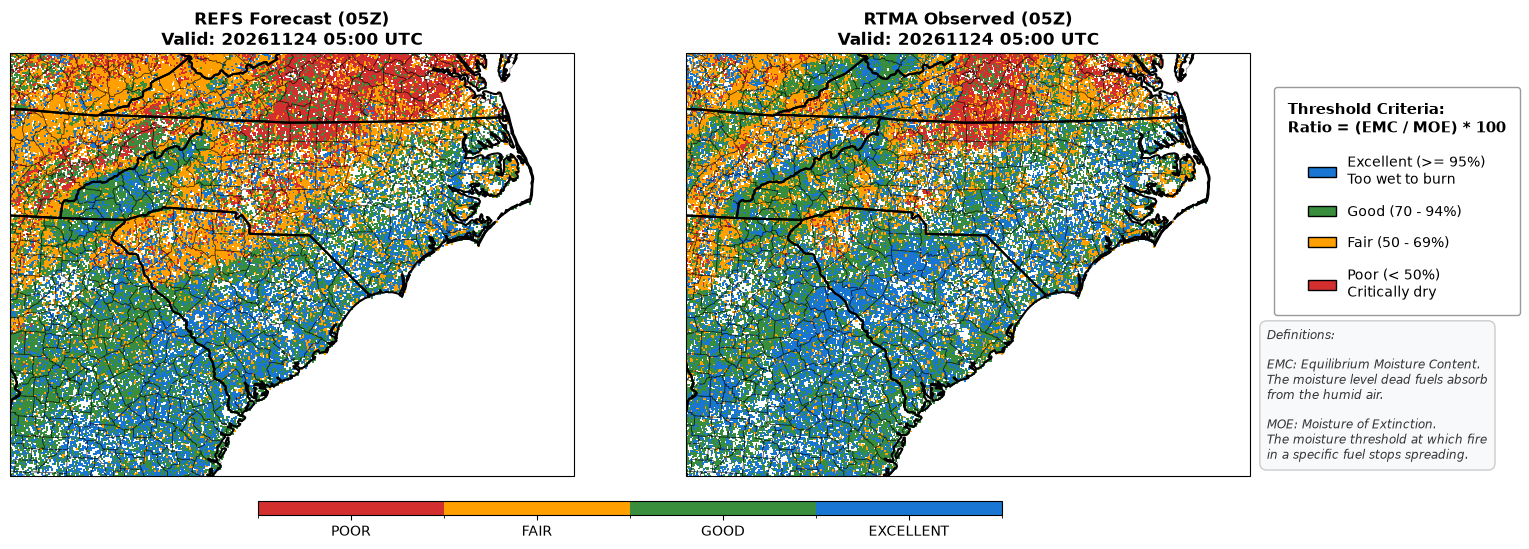 REFS Forecast (05Z)
Valid: 20261124 05:00 UTC
RTMA Observed (05Z)
Valid: 20261124 05:00 UTC
Threshold Criteria:
Ratio = (EMC / MOE) * 100
Excellent (>= 95%)
Too wet to burn
Good (70 - 94%)
Fair (50 - 69%)
Poor (< 50%)
Critically dry
Definitions:
EMC: Equilibrium Moisture Content.
The moisture level dead fuels absorb
from the humid air.
MOE: Moisture of Extinction.
The moisture threshold at which fire
in a specific fuel stops spreading.
POOR FAIR GOOD EXCELLENT